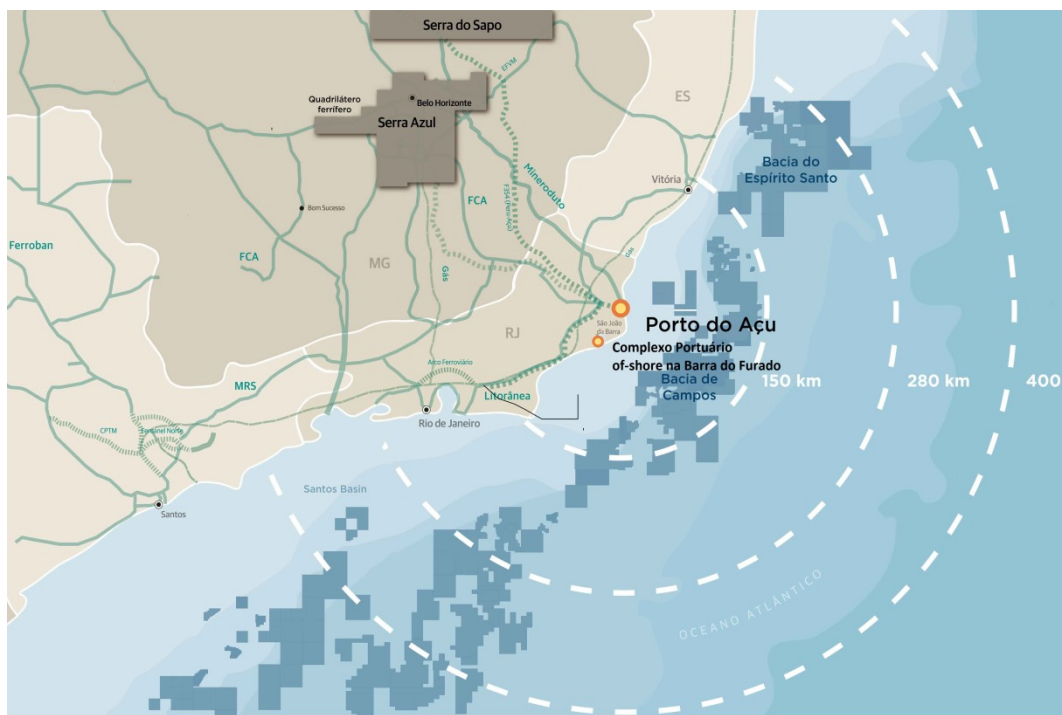 Serra do Sapo
EFVM
ES
Quadrilátero
ferrífero
Belo Horizonte
Serra Azul
Bacia do
Espírito Santo
Mineroduto
Vitória
FCA
Bom Sucesso
Ferroban
FCA
MG
Gás
Gás
RJ
São João
da Barra
Porto do Açu
Complexo Portuário
of-shore na Barra do Furado
Bacia de
Campos
150 km
280 km
400
Arco Ferroviário
MRS
Litorânea
Rio de Janeiro
CPTM
Santos Basin
Santos
OCEANO ATLÂNTICO